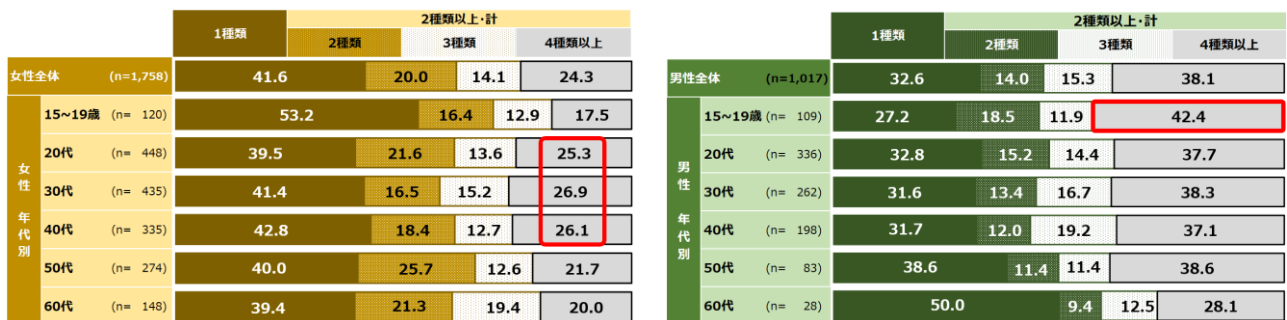 1種類 2種類以上・計
2種類 3種類 4種類以上
女性全体 (n=1,758) 41.6 20.0 14.1 24.3
女性 年代別
15~19歳 (n= 120) 53.2 16.4 12.9 17.5
20代 (n= 448) 39.5 21.6 13.6 25.3
30代 (n= 435) 41.4 16.5 15.2 26.9
40代 (n= 335) 42.8 18.4 12.7 26.1
50代 (n= 274) 40.0 25.7 12.6 21.7
60代 (n= 148) 39.4 21.3 19.4 20.0
1種類 2種類以上・計
2種類 3種類 4種類以上
男性全体 (n=1,017) 32.6 14.0 15.3 38.1
男性 年代別
15~19歳 (n= 109) 27.2 18.5 11.9 42.4
20代 (n= 336) 32.8 15.2 14.4 37.7
30代 (n= 262) 31.6 13.4 16.7 38.3
40代 (n= 198) 31.7 12.0 19.2 37.1
50代 (n= 83) 38.6 11.4 11.4 38.6
60代 (n= 28) 50.0 9.4 12.5 28.1